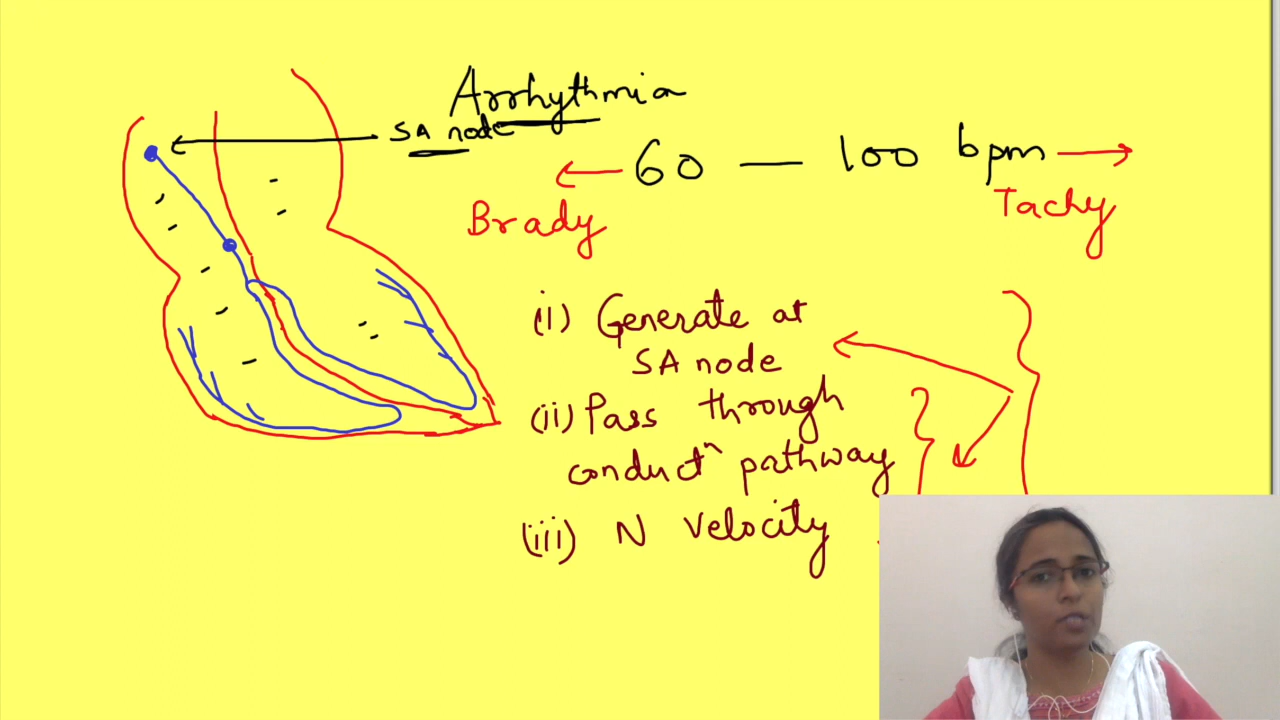 Arrhythmia
SA node
60 — 100 bpm
Brady
Tachy
(i) Generate at
SA node
(ii) Pass through
conductⁿ pathway
(iii) N velocity